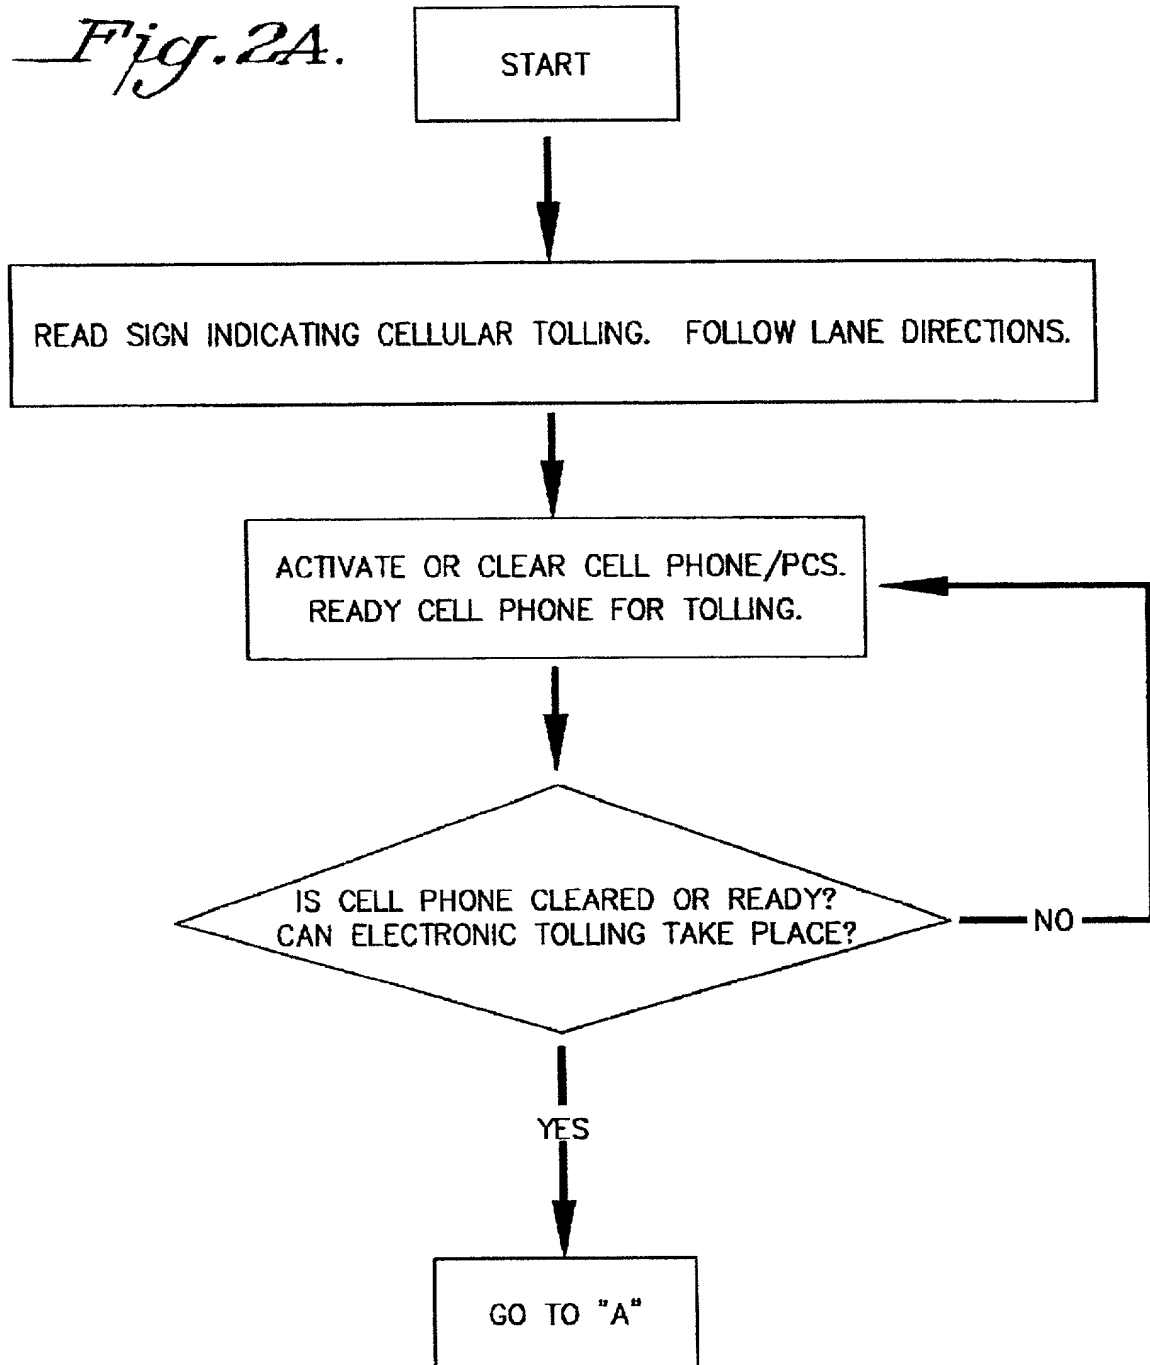 Fig. 2A.
START
READ SIGN INDICATING CELLULAR TOLLING. FOLLOW LANE DIRECTIONS.
ACTIVATE OR CLEAR CELL PHONE/PCS.
READY CELL PHONE FOR TOLLING.
IS CELL PHONE CLEARED OR READY?
CAN ELECTRONIC TOLLING TAKE PLACE?
NO
YES
GO TO "A"